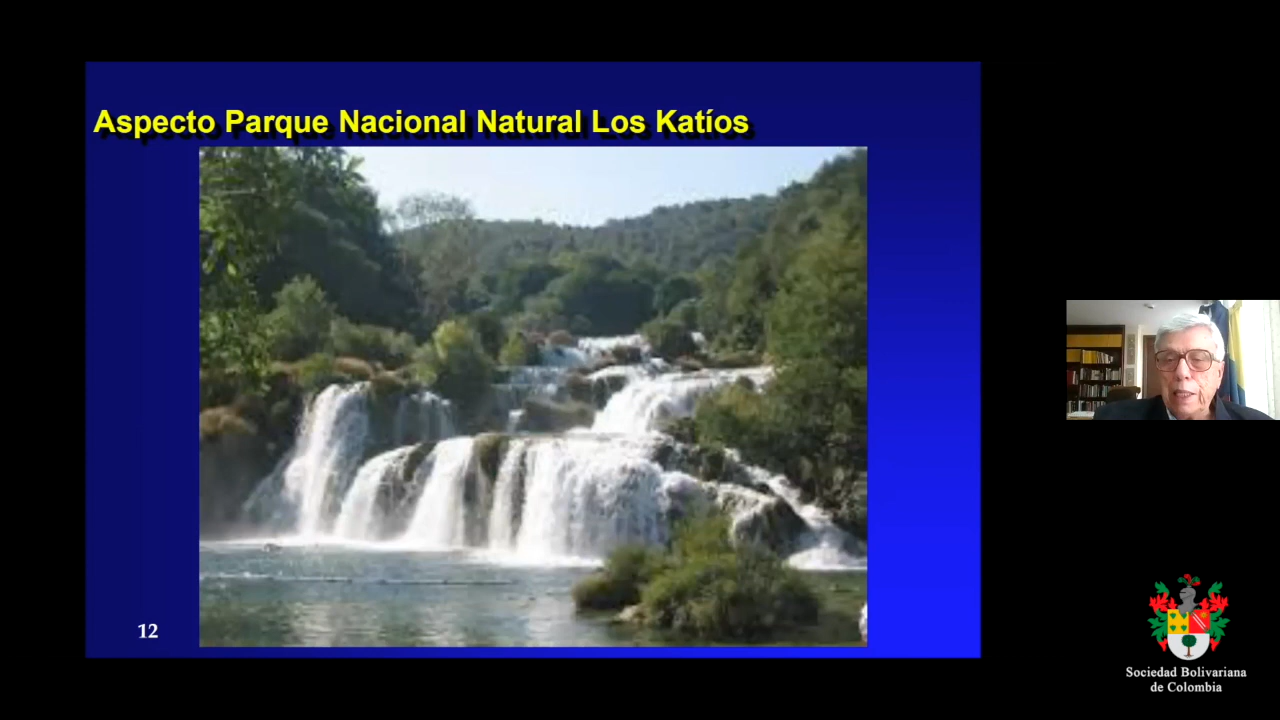 Aspecto Parque Nacional Natural Los Katíos
12
Sociedad Bolivariana
de Colombia